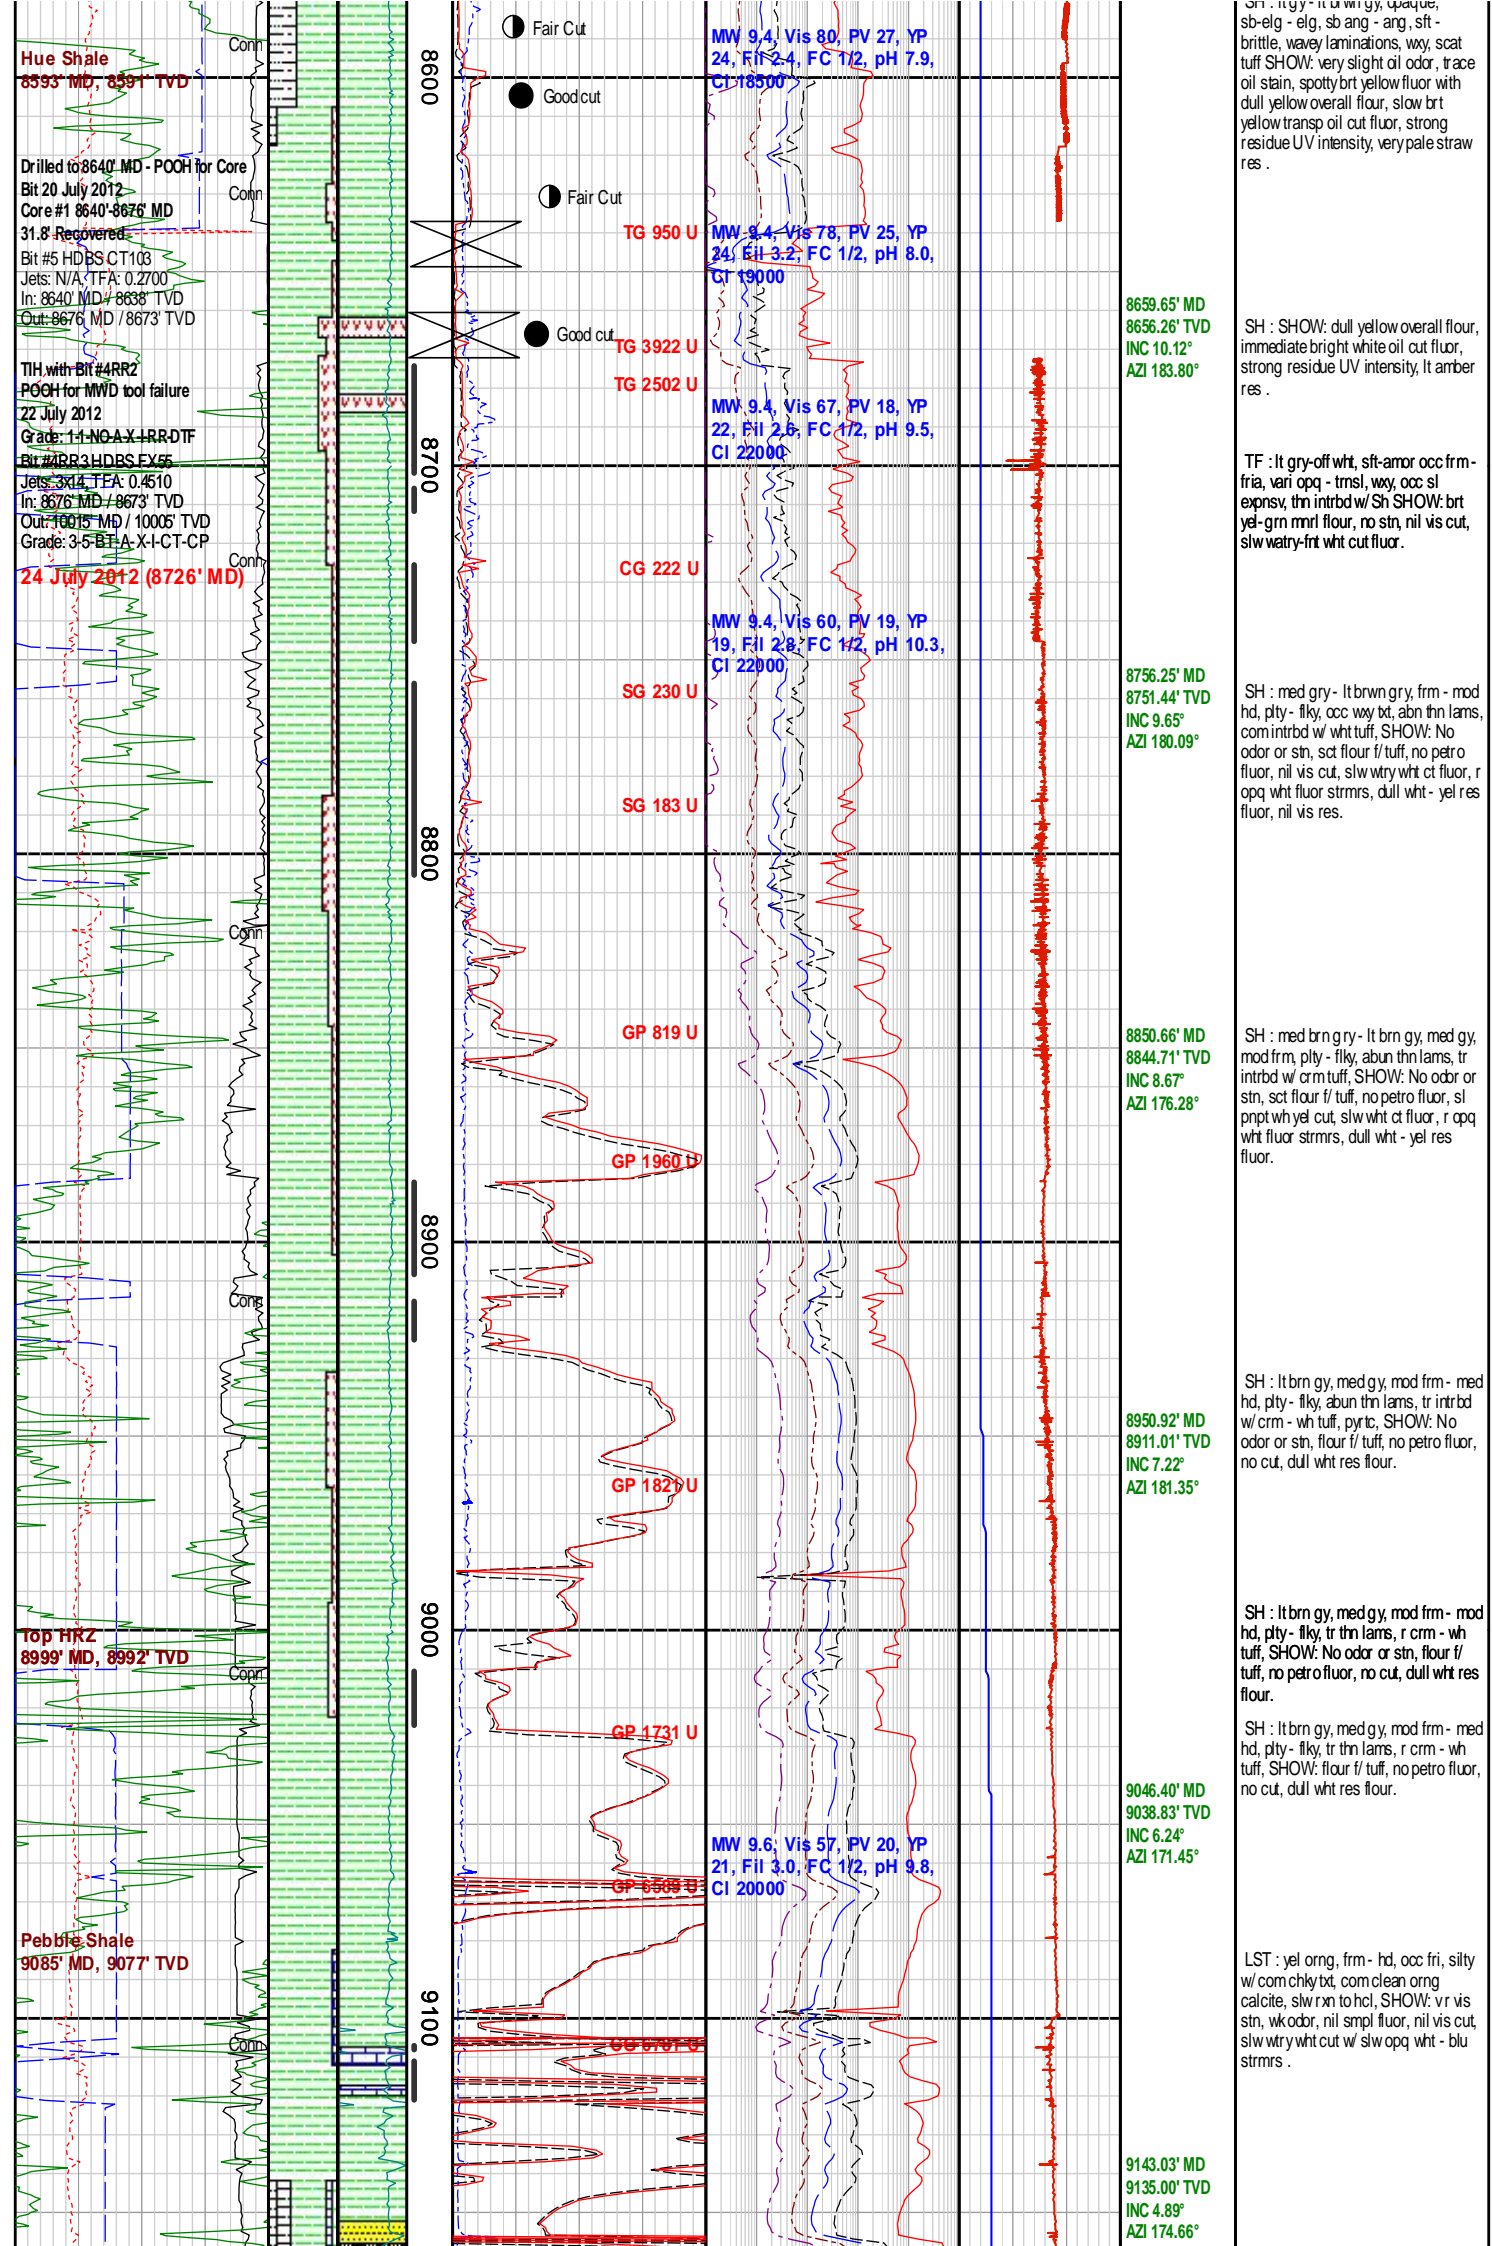 Hue Shale
8593' MD, 8591' TVD
Drilled to 8640' MD - POOH for Core
Bit 20 July 2012
Core #1 8640'-8676' MD
31.8' Recovered
Bit #5 HDBS CT103
Jets: N/A, TFA: 0.2700
In: 8640' MD / 8638' TVD
Out: 8676' MD / 8673' TVD
TIH with Bit #4RR2
POOH for MWD tool failure
22 July 2012
Grade: 1-1-NO-A-X-I-RR-DTF
Bit #4RR3 HDBS FX55
Jets: 3x14, TFA: 0.4510
In: 8676' MD / 8673' TVD
Out: 10015' MD / 10005' TVD
Grade: 3-5-BT-A-X-I-CT-CP
24 July 2012 (8726' MD)
Top HRZ
8999' MD, 8992' TVD
Pebble Shale
9085' MD, 9077' TVD
Conn
Conn
Conn
Conn
Conn
Conn
Conn
8600
8700
8800
8900
9000
9100
Fair Cut
Good cut
Fair Cut
Good cut
TG 950 U
TG 3922 U
TG 2502 U
CG 222 U
SG 230 U
SG 183 U
GP 819 U
GP 1960 U
GP 1821 U
GP 1731 U
GP 6589 U
MW 9.4, Vis 80, PV 27, YP
24, Fil 2.4, FC 1/2, pH 7.9,
Cl 18500
MW 9.4, Vis 78, PV 25, YP
24, Fil 3.2, FC 1/2, pH 8.0,
Cl 19000
MW 9.4, Vis 67, PV 18, YP
22, Fil 2.6, FC 1/2, pH 9.5,
Cl 22000
MW 9.4, Vis 60, PV 19, YP
19, Fil 2.8, FC 1/2, pH 10.3,
Cl 22000
MW 9.6, Vis 57, PV 20, YP
21, Fil 3.0, FC 1/2, pH 9.8,
Cl 20000
8659.65' MD
8656.26' TVD
INC 10.12°
AZI 183.80°
8756.25' MD
8751.44' TVD
INC 9.65°
AZI 180.09°
8850.66' MD
8844.71' TVD
INC 8.67°
AZI 176.28°
8950.92' MD
8911.01' TVD
INC 7.22°
AZI 181.35°
9046.40' MD
9038.83' TVD
INC 6.24°
AZI 171.45°
9143.03' MD
9135.00' TVD
INC 4.89°
AZI 174.66°
SH : lt gy - lt brwn gy, opaque,
sb-elg - elg, sb ang - ang, sft -
brittle, wavey laminations, wxy, scat
tuff SHOW: very slight oil odor, trace
oil stain, spotty brt yellow fluor with
dull yellow overall flour, slow brt
yellow transp oil cut fluor, strong
residue UV intensity, very pale straw
res .
SH : SHOW: dull yellow overall flour,
immediate bright white oil cut fluor,
strong residue UV intensity, lt amber
res .
TF : lt gry-off wht, sft-amor occ frm -
fria, vari opq - trnsl, wxy, occ sl
expnsv, thn intrbd w/ Sh SHOW: brt
yel-grn mnrl flour, no stn, nil vis cut,
slw watry-fnt wht cut fluor.
SH : med gry - lt brwn gry, frm - mod
hd, plty - flky, occ wxy txt, abn thn lams,
com intrbd w/ wht tuff, SHOW: No
odor or stn, sct flour f/ tuff, no petro
fluor, nil vis cut, slw wtry wht ct fluor, r
opq wht fluor strmrs, dull wht - yel res
fluor, nil vis res.
SH : med brn gry - lt brn gy, med gy,
mod frm, plty - flky, abun thn lams, tr
intrbd w/ crm tuff, SHOW: No odor or
stn, sct flour f/ tuff, no petro fluor, sl
pnpt wh yel cut, slw wht ct fluor, r opq
wht fluor strmrs, dull wht - yel res
fluor.
SH : lt brn gy, med gy, mod frm - med
hd, plty - flky, abun thn lams, tr intrbd
w/ crm - wh tuff, pyrtc, SHOW: No
odor or stn, flour f/ tuff, no petro fluor,
no cut, dull wht res flour.
SH : lt brn gy, med gy, mod frm - mod
hd, plty - flky, tr thn lams, r crm - wh
tuff, SHOW: No odor or stn, flour f/
tuff, no petro fluor, no cut, dull wht res
flour.
SH : lt brn gy, med gy, mod frm - med
hd, plty - flky, tr thn lams, r crm - wh
tuff, SHOW: flour f/ tuff, no petro fluor,
no cut, dull wht res flour.
LST : yel orng, frm - hd, occ fri, silty
w/ com chky txt, com clean orng
calcite, slw rxn to hcl, SHOW: v r vis
stn, wk odor, nil smpl fluor, nil vis cut,
slw wtry wht cut w/ slw opq wht - blu
strmrs .